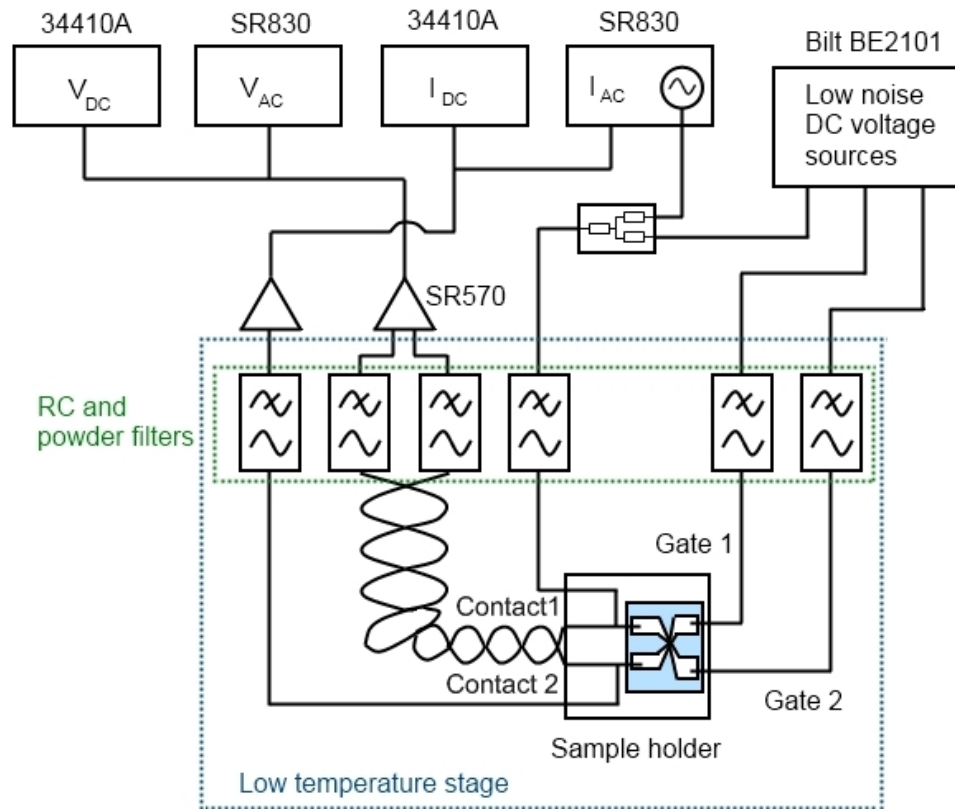 34410A
SR830
34410A
SR830
Bilt BE2101
V DC
V AC
I DC
I AC
Low noise
DC voltage
sources
SR570
RC and
powder filters
Gate 1
Contact1
Contact 2
Gate 2
Sample holder
Low temperature stage